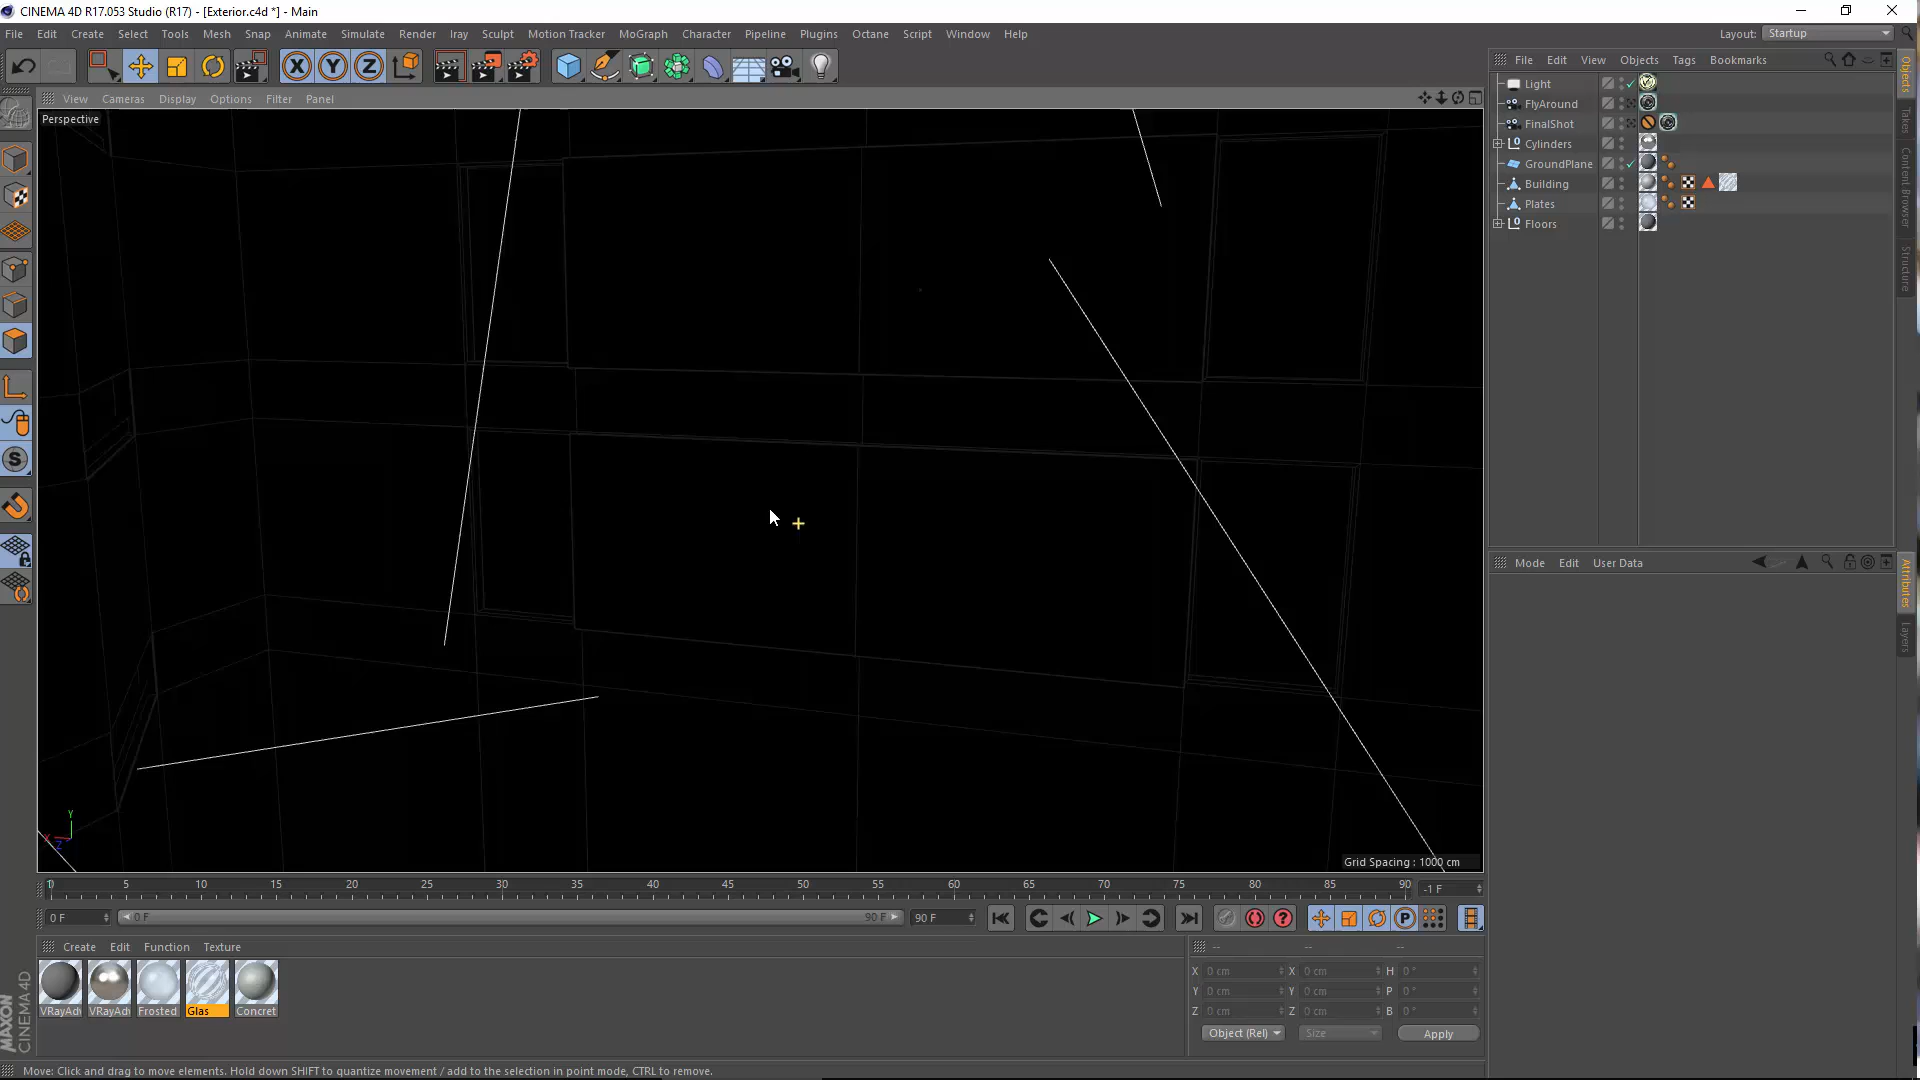 CINEMA 4D R17.053 Studio (R17) - [Exterior.c4d *] - Main
File Edit Create Select Tools Mesh Snap Animate Simulate Render Iray Sculpt Motion Tracker MoGraph Character Pipeline Plugins Octane Script Window Help
Layout: Startup
X Y Z
View Cameras Display Options Filter Panel
Perspective
S
Y
X
Z
Grid Spacing : 1000 cm
File Edit View Objects Tags Bookmarks
Light
FlyAround
FinalShot
Cylinders
GroundPlane
Building
Plates
Floors
Objects
Takes
Content Browser
Structure
Mode Edit User Data
Attributes
Layers
0 5 10 15 20 25 30 35 40 45 50 55 60 65 70 75 80 85 90
-1 F
0 F
0 F
90 F
90 F
P
Create Edit Function Texture
VRayAdv
VRayAdv
Frosted
Glas
Concret
-- -- --
X 0 cm X 0 cm H 0 °
Y 0 cm Y 0 cm P 0 °
Z 0 cm Z 0 cm B 0 °
Object (Rel) Size Apply
MAXON
CINEMA 4D
Move: Click and drag to move elements. Hold down SHIFT to quantize movement / add to the selection in point mode, CTRL to remove.